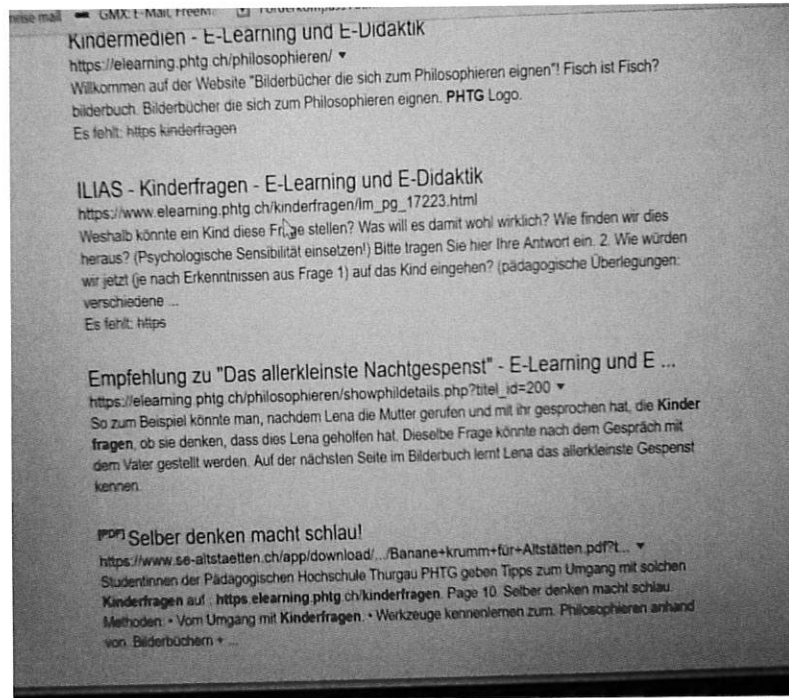 GMX: E-Mail, FreeM
Kindermedien - E-Learning und E-Didaktik
https://elearning.phtg.ch/philosophieren/ ▼
Willkommen auf der Website "Bilderbücher die sich zum Philosophieren eignen"! Fisch ist Fisch?
bilderbuch. Bilderbücher die sich zum Philosophieren eignen. PHTG Logo.
Es fehlt: https kinderfragen
ILIAS - Kinderfragen - E-Learning und E-Didaktik
https://www.elearning.phtg.ch/kinderfragen/lm_pg_17223.html
Weshalb könnte ein Kind diese Frage stellen? Was will es damit wohl wirklich? Wie finden wir dies
heraus? (Psychologische Sensibilität einsetzen!) Bitte tragen Sie hier Ihre Antwort ein. 2. Wie würden
wir jetzt (je nach Erkenntnissen aus Frage 1) auf das Kind eingehen? (pädagogische Überlegungen:
verschiedene ...
Es fehlt: https
Empfehlung zu "Das allerkleinste Nachtgespenst" - E-Learning und E ...
https://elearning.phtg.ch/philosophieren/showphildetails.php?titel_id=200 ▼
So zum Beispiel könnte man, nachdem Lena die Mutter gerufen und mit ihr gesprochen hat, die Kinder
fragen, ob sie denken, dass dies Lena geholfen hat. Dieselbe Frage könnte nach dem Gespräch mit
dem Vater gestellt werden. Auf der nächsten Seite im Bilderbuch lernt Lena das allerkleinste Gespenst
kennen.
[PDF] Selber denken macht schlau!
https://www.se-altstaetten.ch/app/download/.../Banane+krumm+für+Altstätten.pdf?t... ▼
Studentinnen der Pädagogischen Hochschule Thurgau PHTG geben Tipps zum Umgang mit solchen
Kinderfragen auf : https.elearning.phtg.ch/kinderfragen. Page 10. Selber denken macht schlau.
Methoden: • Vom Umgang mit Kinderfragen. • Werkzeuge kennenlernen zum. Philosophieren anhand
von. Bilderbüchern + ...